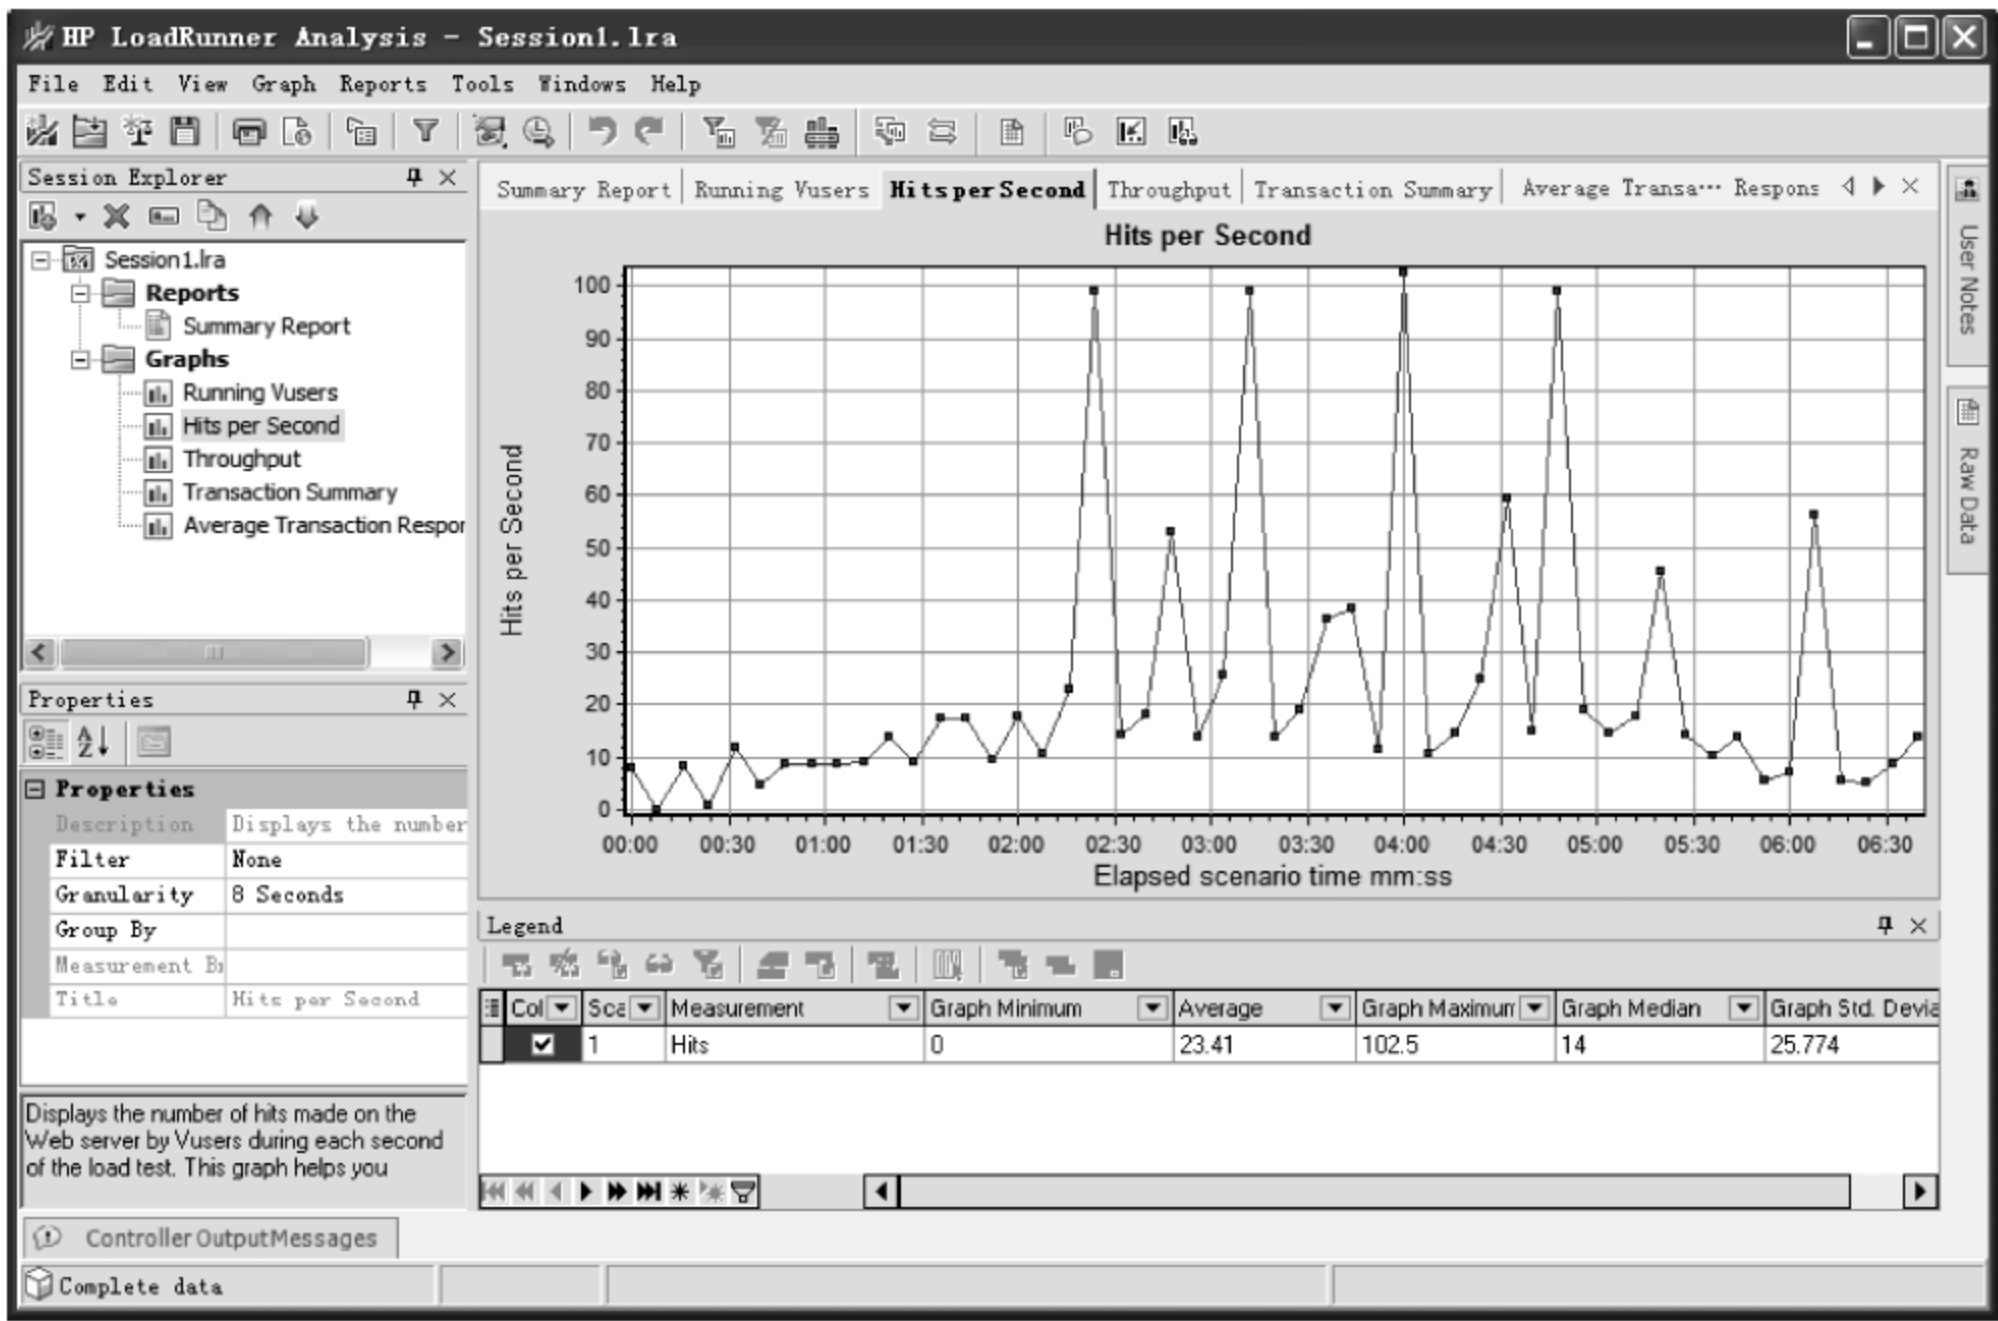 HP LoadRunner Analysis - Session1.lra
File Edit View Graph Reports Tools Windows Help
Session Explorer
Session1.lra
Reports
Summary Report
Graphs
Running Vusers
Hits per Second
Throughput
Transaction Summary
Average Transaction Respor
Properties
Properties
Description Displays the number
Filter None
Granularity 8 Seconds
Group By
Measurement Br
Title Hits per Second
Displays the number of hits made on the
Web server by Vusers during each second
of the load test. This graph helps you
Summary Report Running Vusers Hits per Second Throughput Transaction Summary Average Transa··· Respons
Hits per Second
Hits per Second
100
90
80
70
60
50
40
30
20
10
0
00:00 00:30 01:00 01:30 02:00 02:30 03:00 03:30 04:00 04:30 05:00 05:30 06:00 06:30
Elapsed scenario time mm:ss
Legend
Col Sca Measurement Graph Minimum Average Graph Maximum Graph Median Graph Std. Devia
1 Hits 0 23.41 102.5 14 25.774
User Notes
Raw Data
Controller Output Messages
Complete data